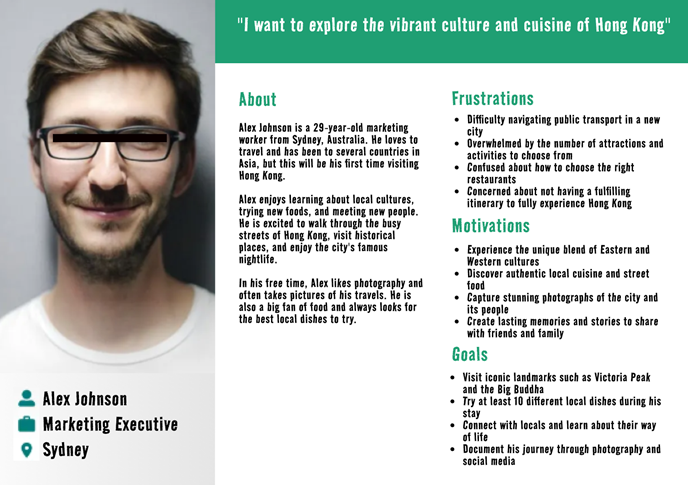 "I want to explore the vibrant culture and cuisine of Hong Kong"
About
Alex Johnson is a 29-year-old marketing
worker from Sydney, Australia. He loves to
travel and has been to several countries in
Asia, but this will be his first time visiting
Hong Kong.
Alex enjoys learning about local cultures,
trying new foods, and meeting new people.
He is excited to walk through the busy
streets of Hong Kong, visit historical
places, and enjoy the city's famous
nightlife.
In his free time, Alex likes photography and
often takes pictures of his travels. He is
also a big fan of food and always looks for
the best local dishes to try.
Frustrations
• Difficulty navigating public transport in a new
city
• Overwhelmed by the number of attractions and
activities to choose from
• Confused about how to choose the right
restaurants
• Concerned about not having a fulfilling
itinerary to fully experience Hong Kong
Motivations
• Experience the unique blend of Eastern and
Western cultures
• Discover authentic local cuisine and street
food
• Capture stunning photographs of the city and
its people
• Create lasting memories and stories to share
with friends and family
Goals
• Visit iconic landmarks such as Victoria Peak
and the Big Buddha
• Try at least 10 different local dishes during his
stay
• Connect with locals and learn about their way
of life
• Document his journey through photography and
social media
Alex Johnson
Marketing Executive
Sydney